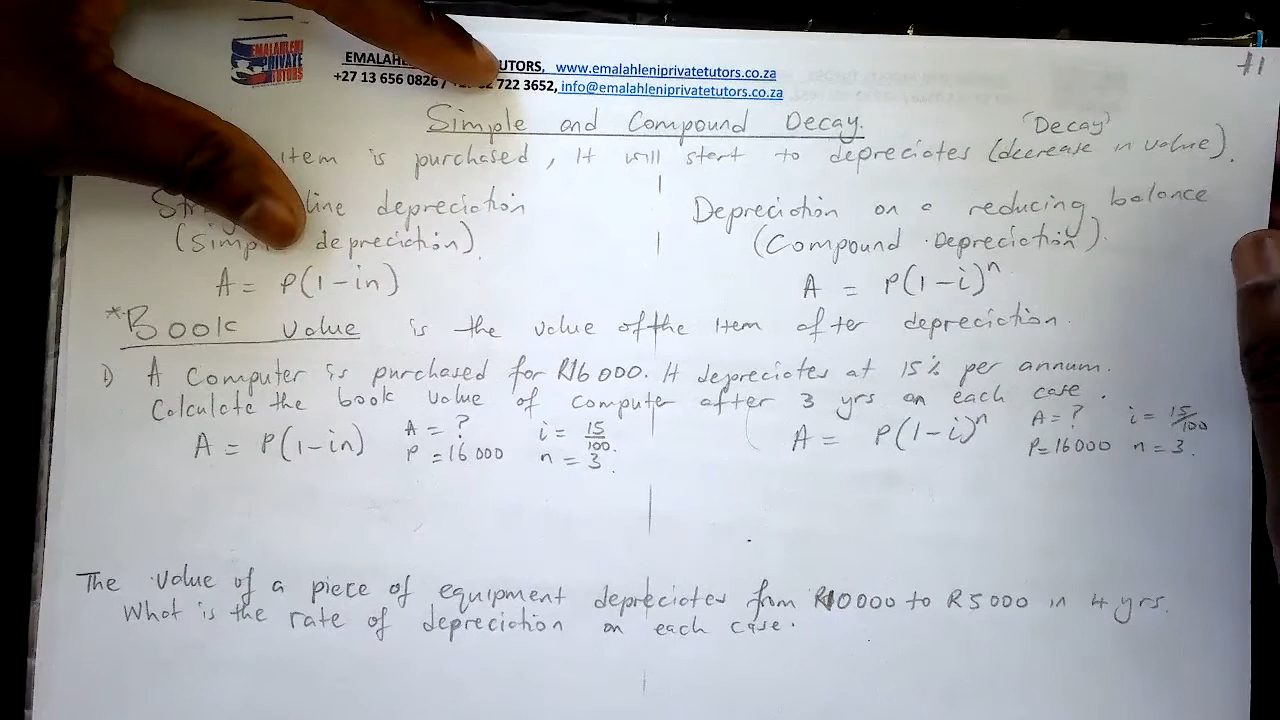 #1
EMALAHLENI PRIVATE TUTORS
EMALAHL UTORS, www.emalahleniprivatetutors.co.za
+27 13 656 0826 / 722 3652, info@emalahleniprivatetutors.co.za
Simple and Compound Decay.
"Decay"
item is purchased, it will start to depreciates (decrease in value).
line depreciation
(Simple depreciation).
A = P(1-in)
Depreciation on a reducing balance
(Compound Depreciation).
A = P(1-i)ⁿ
*Book value is the value of the item after depreciation.
1) A Computer is purchased for R16 000. It depreciates at 15% per annum.
Calculate the book value of computer after 3 yrs on each case.
A = P(1-in) A = ? i = 15/100.
P = 16 000 n = 3.
A = P(1-i)ⁿ A = ? i = 15/100
P = 16000 n = 3.
The value of a piece of equipment depreciates from R10000 to R5000 in 4 yrs.
What is the rate of depreciation on each case.